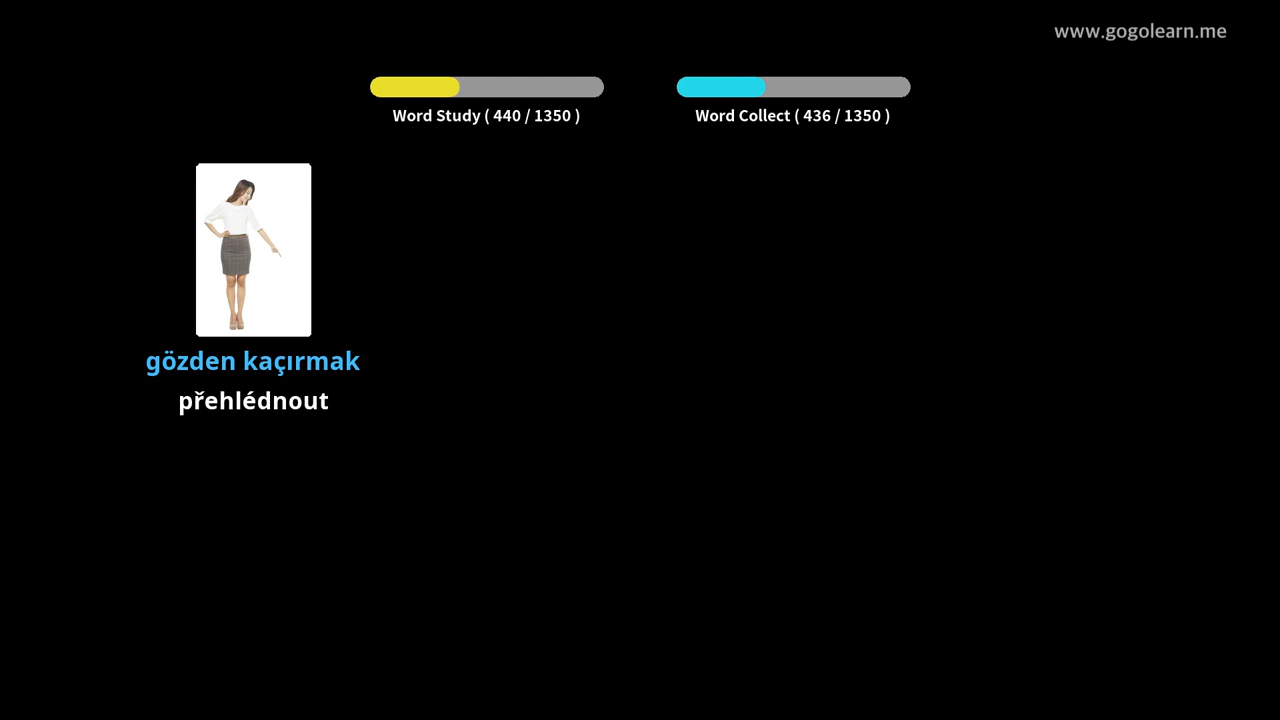 www.gogolearn.me
Word Study ( 440 / 1350 )
Word Collect ( 436 / 1350 )
gözden kaçırmak
přehlédnout